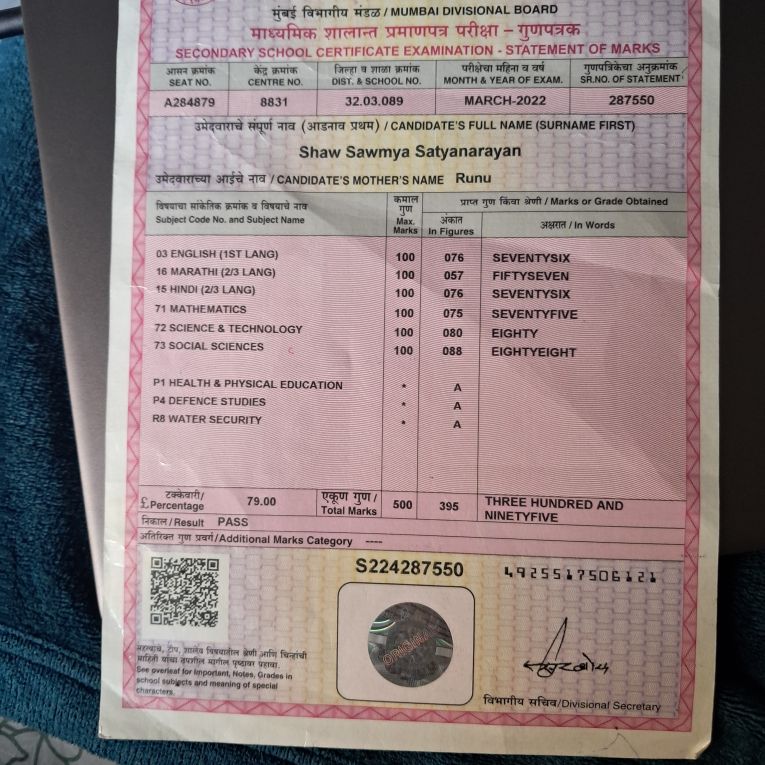 मुंबई विभागीय मंडळ / MUMBAI DIVISIONAL BOARD
माध्यमिक शालान्त प्रमाणपत्र परीक्षा – गुणपत्रक
SECONDARY SCHOOL CERTIFICATE EXAMINATION - STATEMENT OF MARKS
आसन क्रमांक केंद्र क्रमांक जिल्हा व शाळा क्रमांक परीक्षेचा महिना व वर्ष गुणपत्रिकेचा अनुक्रमांक
SEAT NO. CENTRE NO. DIST. & SCHOOL NO. MONTH & YEAR OF EXAM. SR.NO. OF STATEMENT
A284879 8831 32.03.089 MARCH-2022 287550
उमेदवाराचे संपूर्ण नाव (आडनाव प्रथम) / CANDIDATE'S FULL NAME (SURNAME FIRST)
Shaw Sawmya Satyanarayan
उमेदवाराच्या आईचे नाव / CANDIDATE'S MOTHER'S NAME Runu
विषयाचा सांकेतिक क्रमांक व विषयाचे नाव
Subject Code No. and Subject Name
कमाल
गुण
Max.
Marks
प्राप्त गुण किंवा श्रेणी / Marks or Grade Obtained
अंकात
In Figures
अक्षरात / In Words
03 ENGLISH (1ST LANG) 100 076 SEVENTYSIX
16 MARATHI (2/3 LANG) 100 057 FIFTYSEVEN
15 HINDI (2/3 LANG) 100 076 SEVENTYSIX
71 MATHEMATICS 100 075 SEVENTYFIVE
72 SCIENCE & TECHNOLOGY 100 080 EIGHTY
73 SOCIAL SCIENCES 100 088 EIGHTYEIGHT
P1 HEALTH & PHYSICAL EDUCATION * A
P4 DEFENCE STUDIES * A
R8 WATER SECURITY * A
टक्केवारी/
£Percentage 79.00
एकूण गुण /
Total Marks 500 395 THREE HUNDRED AND
NINETYFIVE
निकाल / Result PASS
अतिरिक्त गुण प्रवर्ग/Additional Marks Category ----
S224287550 4925517506121
महत्वाचे, टीप, शालेय विषयातील श्रेणी आणि चिन्हांची
माहिती यांचा तपशील मागील पृष्ठावर पहावा.
See overleaf for Important, Notes, Grades in
school subjects and meaning of special
characters.
ORIGINAL
विभागीय सचिव/Divisional Secretary